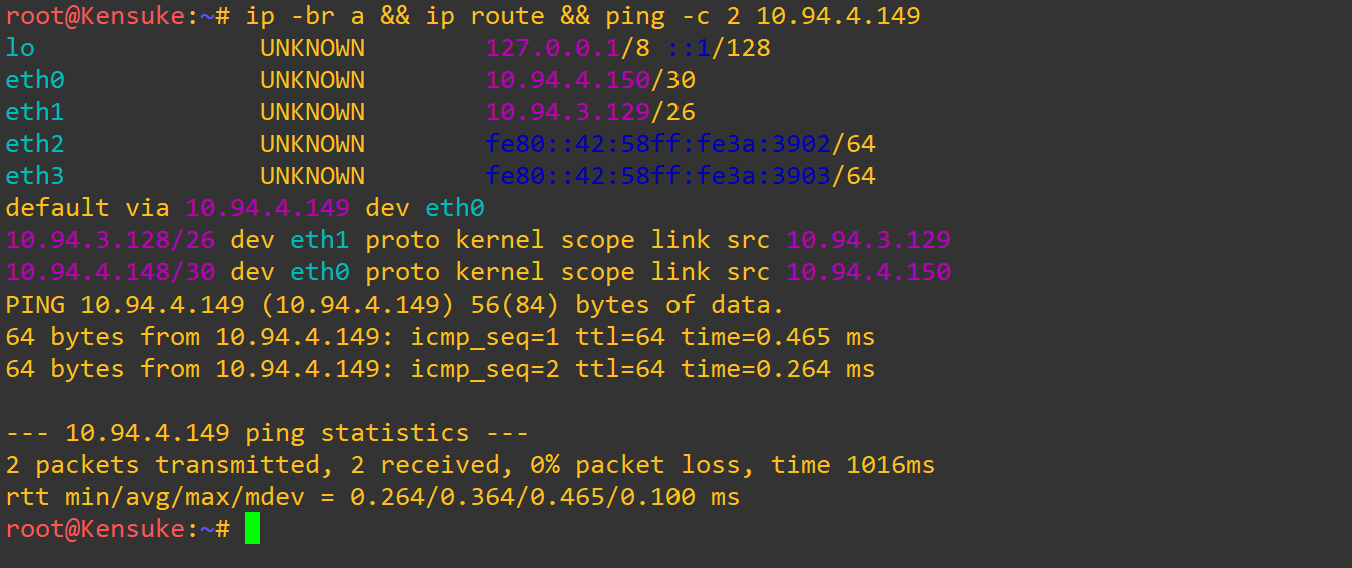 root@Kensuke:~# ip -br a && ip route && ping -c 2 10.94.4.149
lo               UNKNOWN        127.0.0.1/8 ::1/128
eth0             UNKNOWN        10.94.4.150/30
eth1             UNKNOWN        10.94.3.129/26
eth2             UNKNOWN        fe80::42:58ff:fe3a:3902/64
eth3             UNKNOWN        fe80::42:58ff:fe3a:3903/64
default via 10.94.4.149 dev eth0
10.94.3.128/26 dev eth1 proto kernel scope link src 10.94.3.129
10.94.4.148/30 dev eth0 proto kernel scope link src 10.94.4.150
PING 10.94.4.149 (10.94.4.149) 56(84) bytes of data.
64 bytes from 10.94.4.149: icmp_seq=1 ttl=64 time=0.465 ms
64 bytes from 10.94.4.149: icmp_seq=2 ttl=64 time=0.264 ms

--- 10.94.4.149 ping statistics ---
2 packets transmitted, 2 received, 0% packet loss, time 1016ms
rtt min/avg/max/mdev = 0.264/0.364/0.465/0.100 ms
root@Kensuke:~#